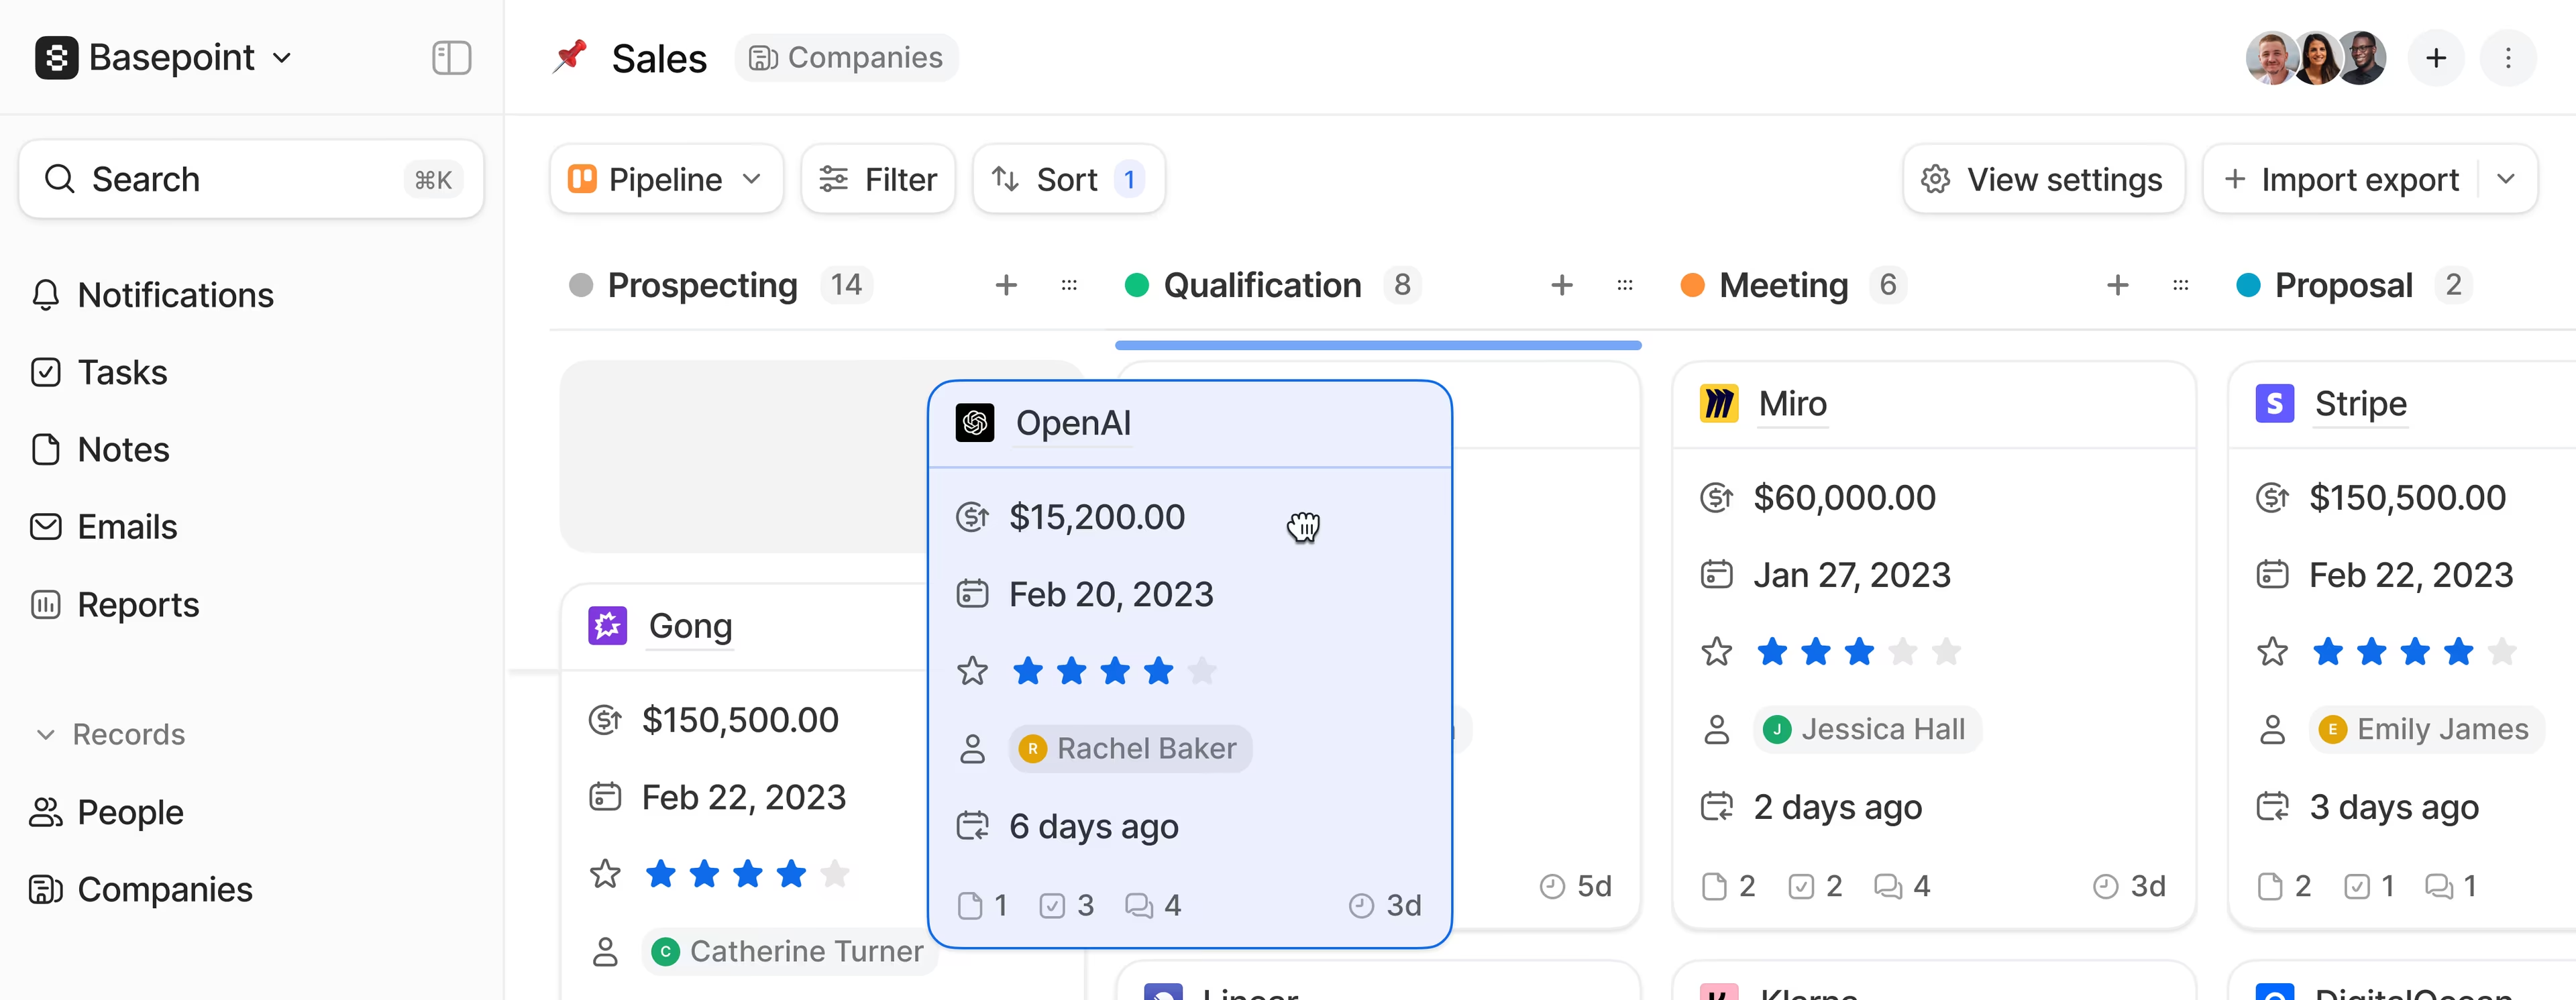 Basepoint
Sales
Companies
Search
⌘K
Pipeline
Filter
Sort 1
View settings
Import export
Notifications
Tasks
Notes
Emails
Reports
Records
People
Companies
Prospecting 14
Gong
$150,500.00
Feb 22, 2023
C Catherine Turner
Qualification 8
OpenAI
$15,200.00
Feb 20, 2023
R Rachel Baker
6 days ago
1 3 4 3d
5d
Linear
Meeting 6
Miro
$60,000.00
Jan 27, 2023
J Jessica Hall
2 days ago
2 2 4 3d
Klarna
Proposal 2
S Stripe
$150,500.00
Feb 22, 2023
E Emily James
3 days ago
2 1 1
DigitalOcean